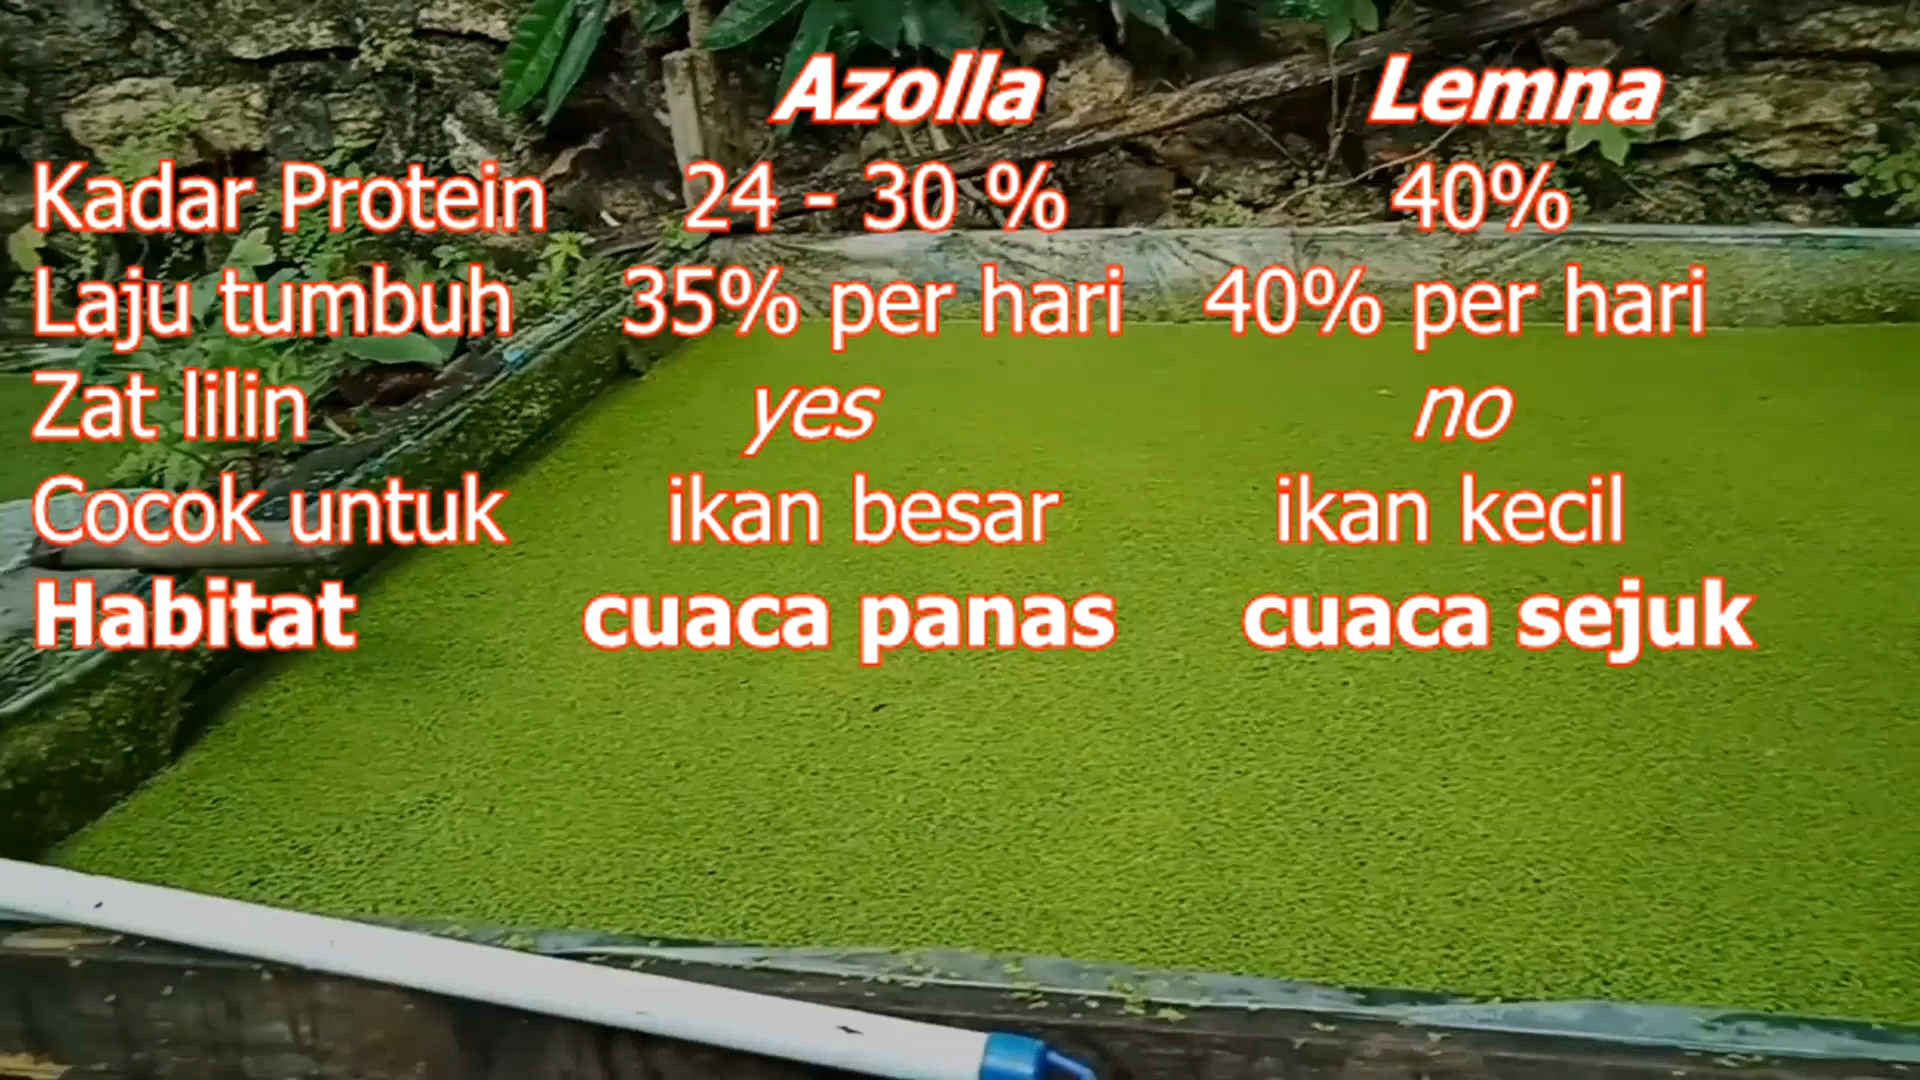 Azolla Lemna
Kadar Protein 24 - 30 % 40%
Laju tumbuh 35% per hari 40% per hari
Zat lilin yes no
Cocok untuk ikan besar ikan kecil
Habitat cuaca panas cuaca sejuk